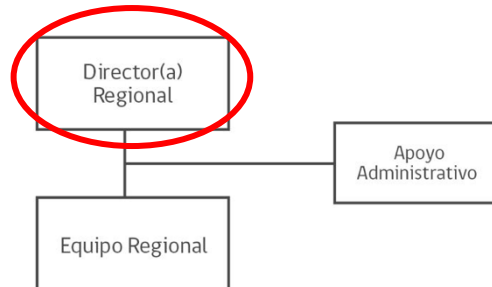 Director(a)
Regional
Apoyo
Administrativo
Equipo Regional